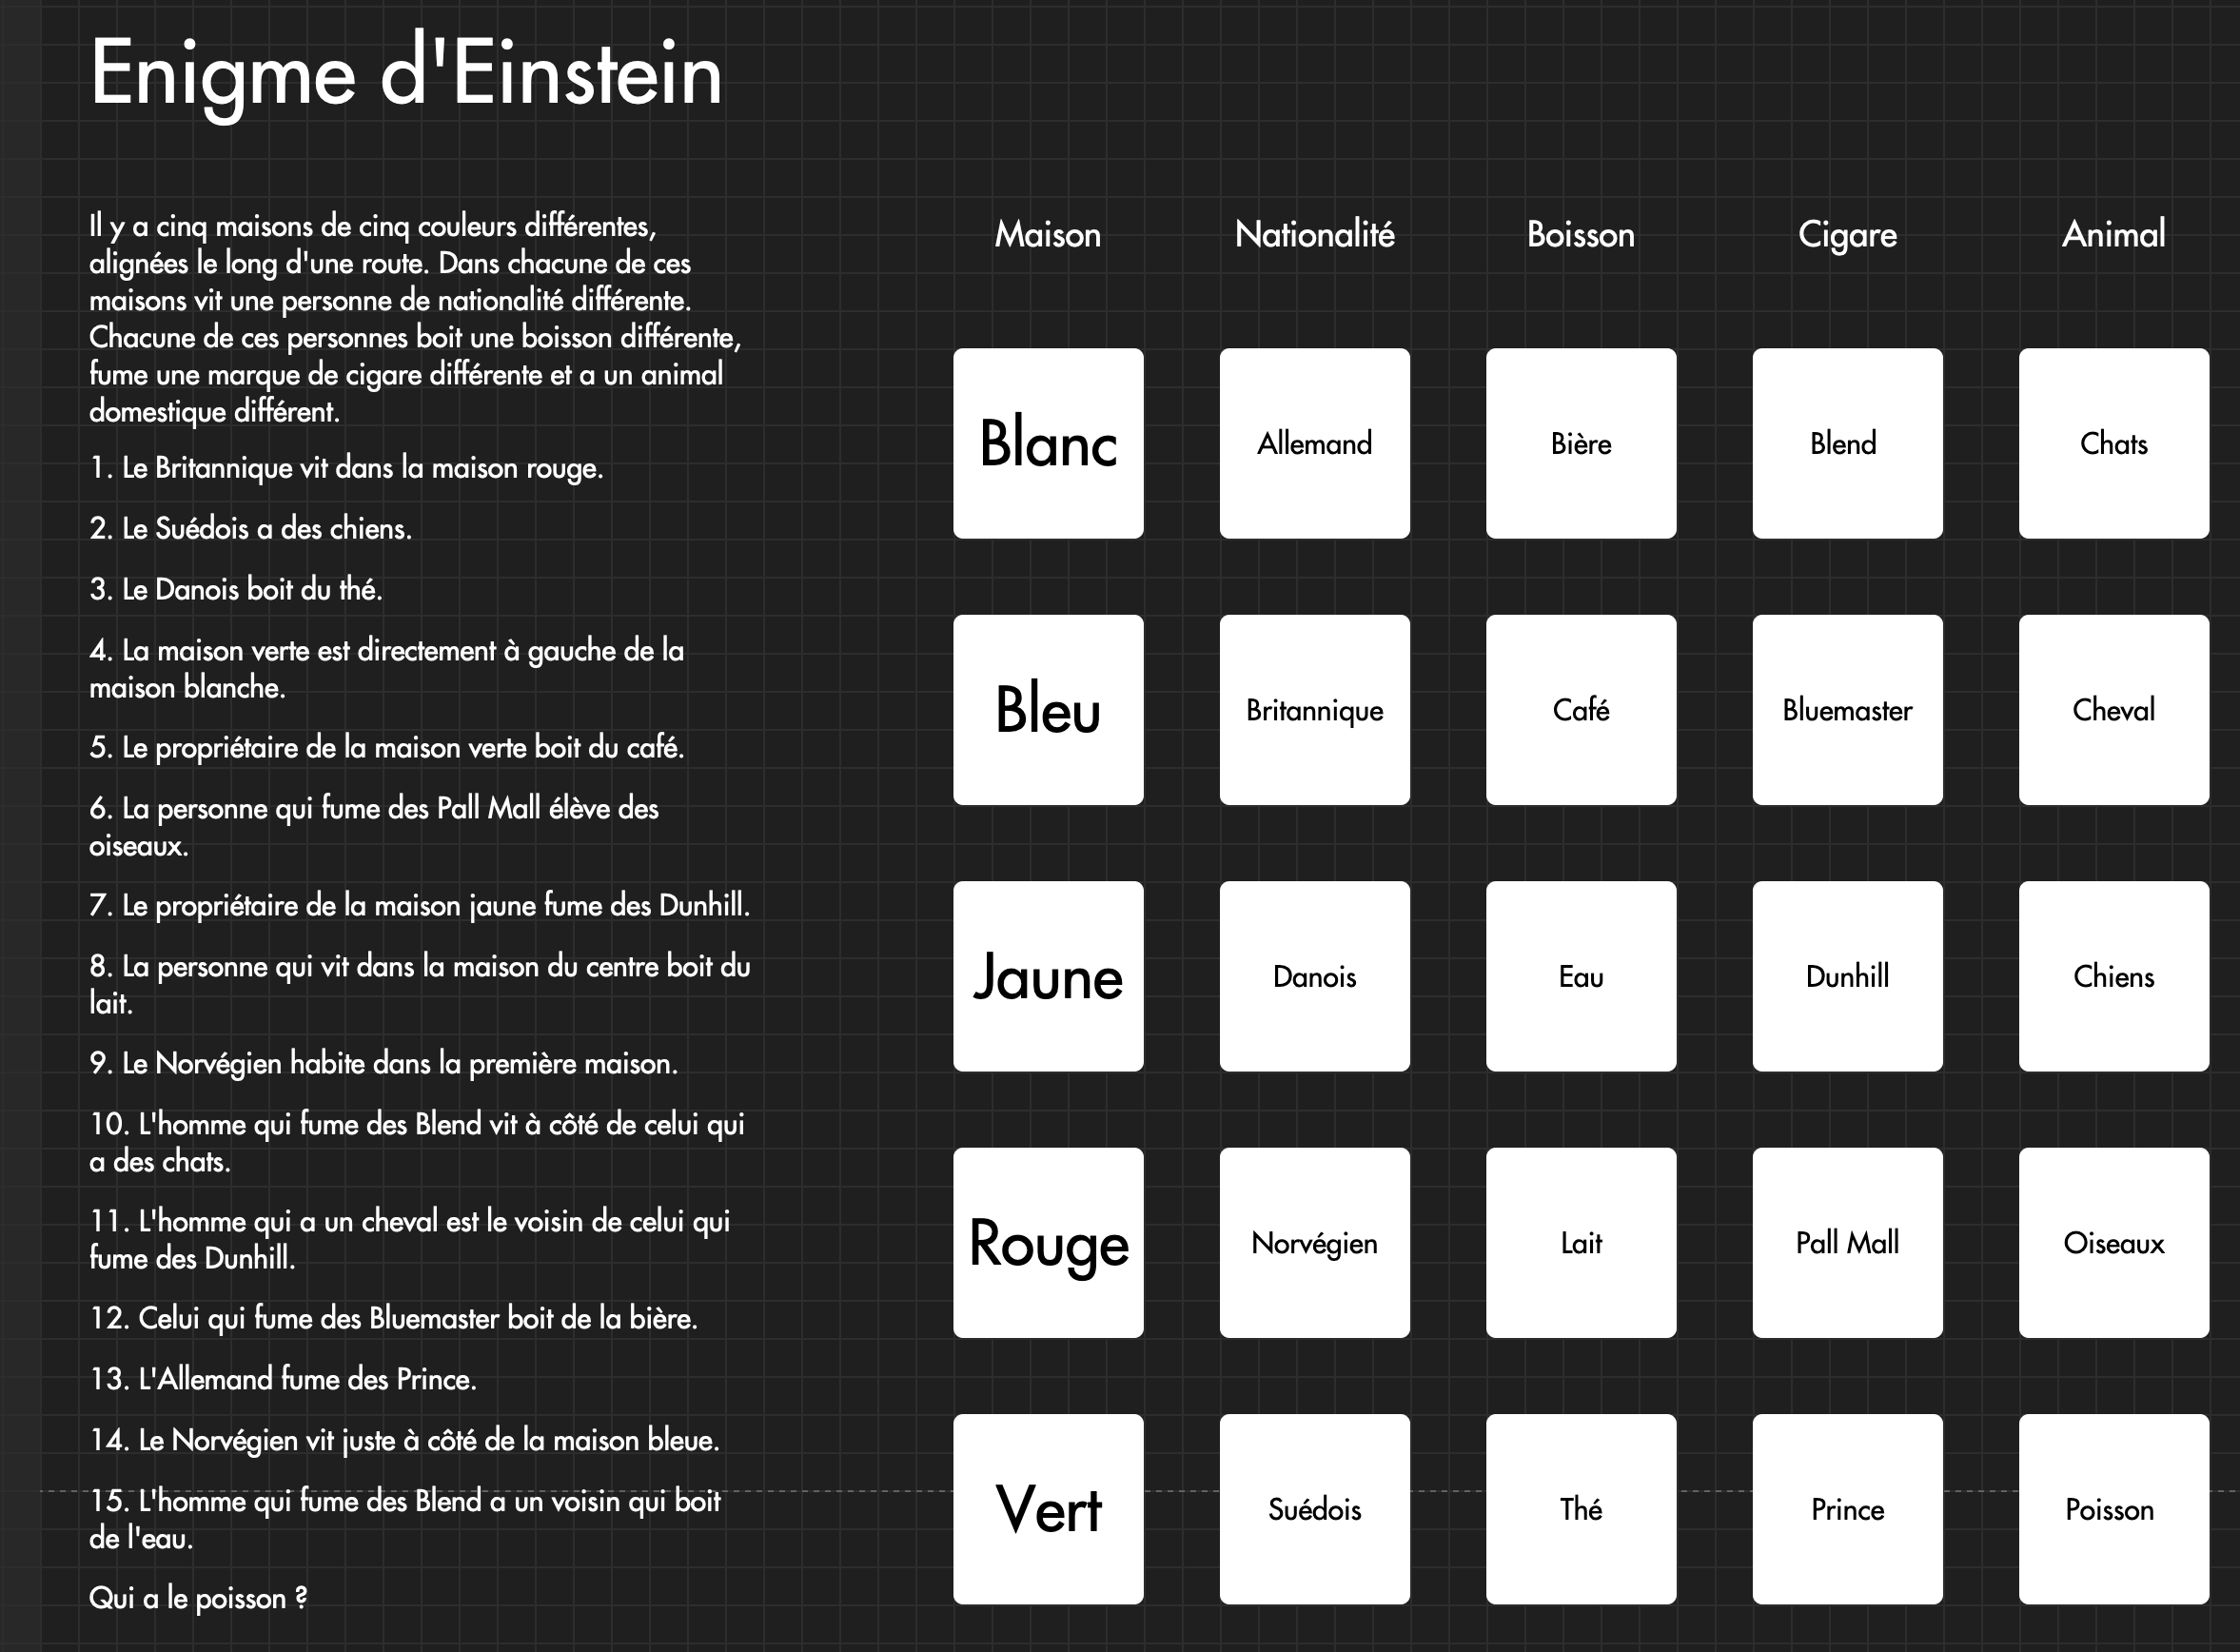 Enigme d'Einstein
Il y a cinq maisons de cinq couleurs différentes,
alignées le long d'une route. Dans chacune de ces
maisons vit une personne de nationalité différente.
Chacune de ces personnes boit une boisson différente,
fume une marque de cigare différente et a un animal
domestique différent.
1. Le Britannique vit dans la maison rouge.
2. Le Suédois a des chiens.
3. Le Danois boit du thé.
4. La maison verte est directement à gauche de la
maison blanche.
5. Le propriétaire de la maison verte boit du café.
6. La personne qui fume des Pall Mall élève des
oiseaux.
7. Le propriétaire de la maison jaune fume des Dunhill.
8. La personne qui vit dans la maison du centre boit du
lait.
9. Le Norvégien habite dans la première maison.
10. L'homme qui fume des Blend vit à côté de celui qui
a des chats.
11. L'homme qui a un cheval est le voisin de celui qui
fume des Dunhill.
12. Celui qui fume des Bluemaster boit de la bière.
13. L'Allemand fume des Prince.
14. Le Norvégien vit juste à côté de la maison bleue.
15. L'homme qui fume des Blend a un voisin qui boit
de l'eau.
Qui a le poisson ?
Maison Nationalité Boisson Cigare Animal
Blanc Allemand Bière Blend Chats
Bleu Britannique Café Bluemaster Cheval
Jaune Danois Eau Dunhill Chiens
Rouge Norvégien Lait Pall Mall Oiseaux
Vert Suédois Thé Prince Poisson